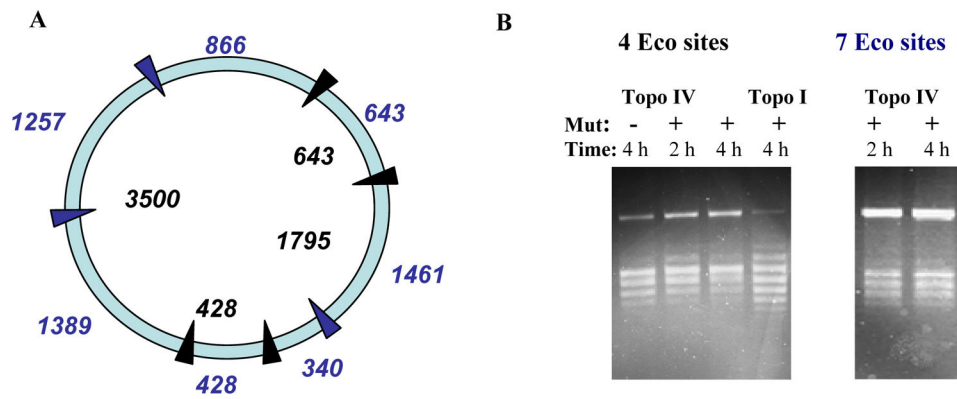 A
866
1257
643
643
3500
1795
1461
428
1389
340
428
B
4 Eco sites
7 Eco sites
Topo IV Topo I
Topo IV
Mut: - + + +
+ +
Time: 4 h 2 h 4 h 4 h
2 h 4 h